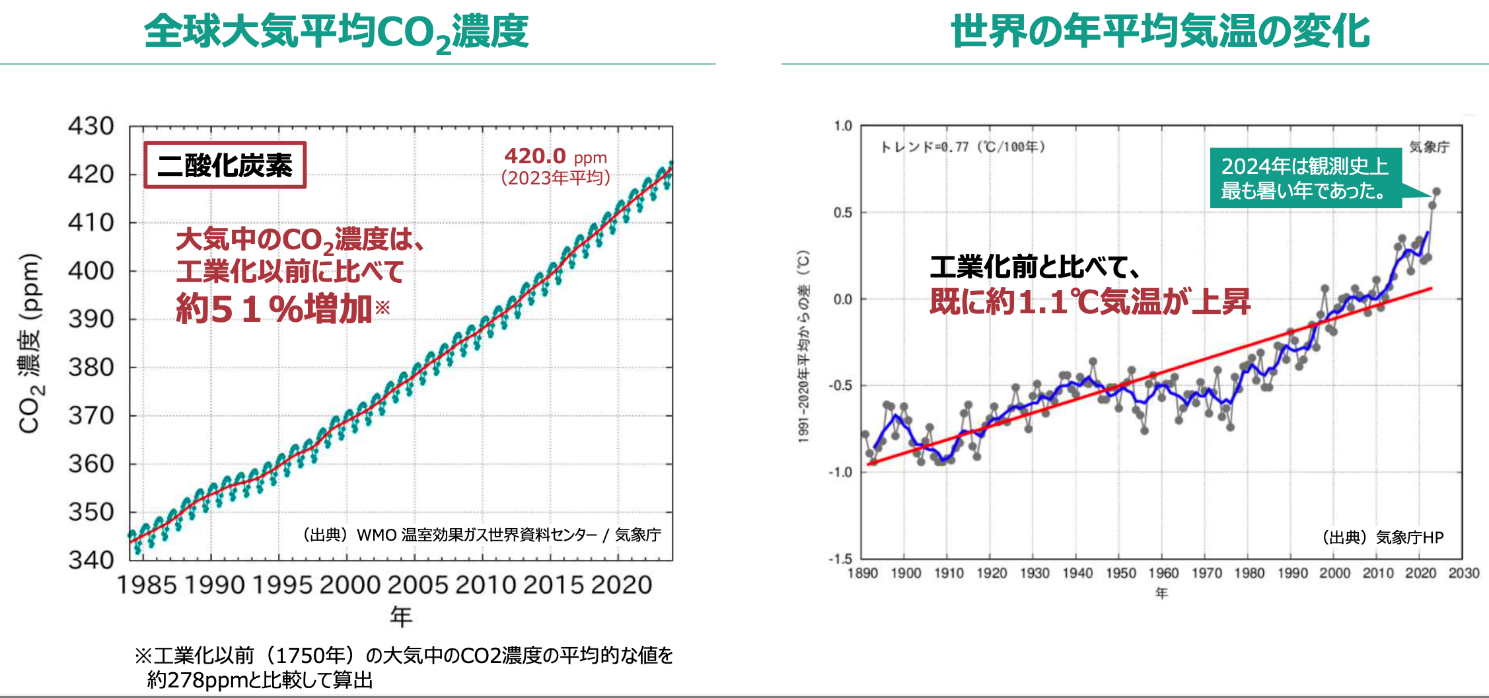 全球大気平均CO₂濃度
430
420
410
400
390
380
370
360
350
340
CO₂ 濃度 (ppm)
二酸化炭素
420.0 ppm
（2023年平均）
大気中のCO₂濃度は、
工業化以前に比べて
約５１％増加※
（出典）WMO 温室効果ガス世界資料センター / 気象庁
1985 1990 1995 2000 2005 2010 2015 2020
年
※工業化以前（1750年）の大気中のCO2濃度の平均的な値を
約278ppmと比較して算出
世界の年平均気温の変化
1.0
0.5
0.0
-0.5
-1.0
-1.5
1991-2020年平均からの差（℃）
トレンド=0.77（℃/100年）
気象庁
2024年は観測史上
最も暑い年であった。
工業化前と比べて、
既に約1.1℃気温が上昇
（出典）気象庁HP
1890 1900 1910 1920 1930 1940 1950 1960 1970 1980 1990 2000 2010 2020 2030
年